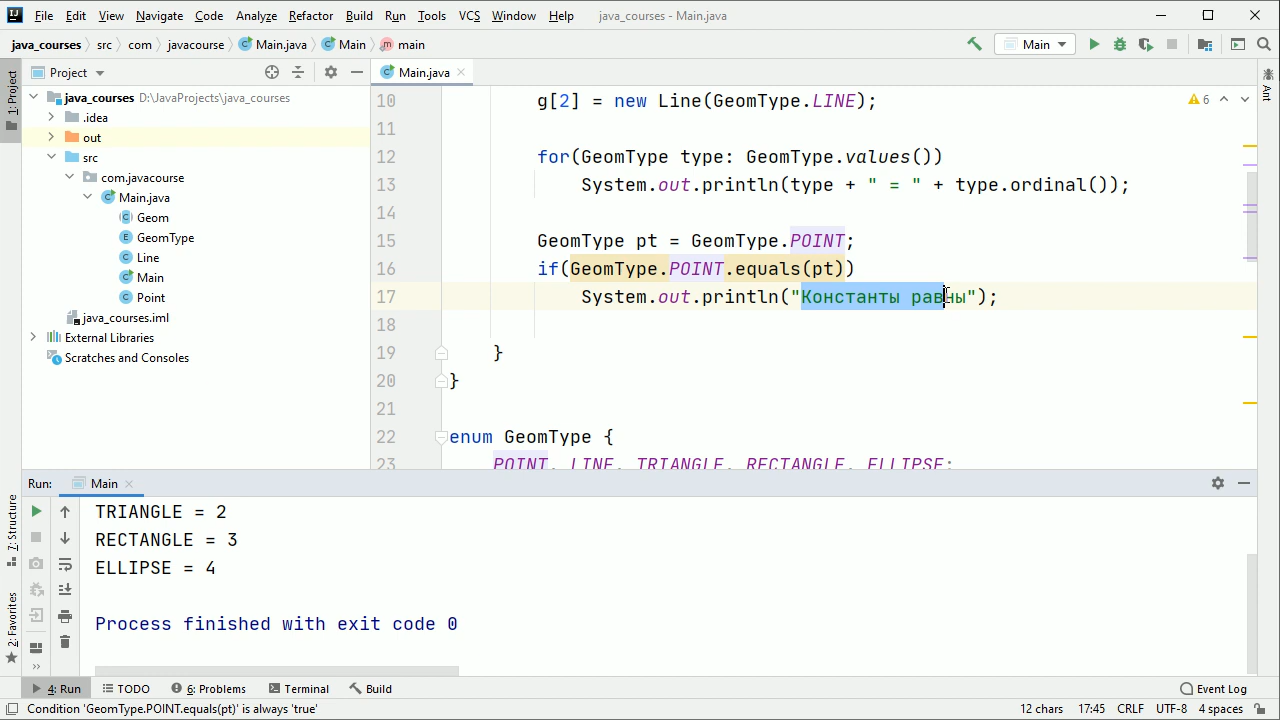 File Edit View Navigate Code Analyze Refactor Build Run Tools VCS Window Help java_courses - Main.java
java_courses src com javacourse Main.java Main main Main
1: Project
Project
Main.java
java_courses D:\JavaProjects\java_courses
.idea
out
src
com.javacourse
Main.java
Geom
GeomType
Line
Main
Point
java_courses.iml
External Libraries
Scratches and Consoles
10 g[2] = new Line(GeomType.LINE);
11
12 for(GeomType type: GeomType.values())
13 System.out.println(type + " = " + type.ordinal());
14
15 GeomType pt = GeomType.POINT;
16 if(GeomType.POINT.equals(pt))
17 System.out.println("Константы равны");
18
19 }
20 }
21
22 enum GeomType {
23 POINT, LINE, TRIANGLE, RECTANGLE, ELLIPSE;
6
Ant
Run: Main
TRIANGLE = 2
RECTANGLE = 3
ELLIPSE = 4
Process finished with exit code 0
7: Structure
2: Favorites
4: Run TODO 6: Problems Terminal Build Event Log
Condition 'GeomType.POINT.equals(pt)' is always 'true' 12 chars 17:45 CRLF UTF-8 4 spaces